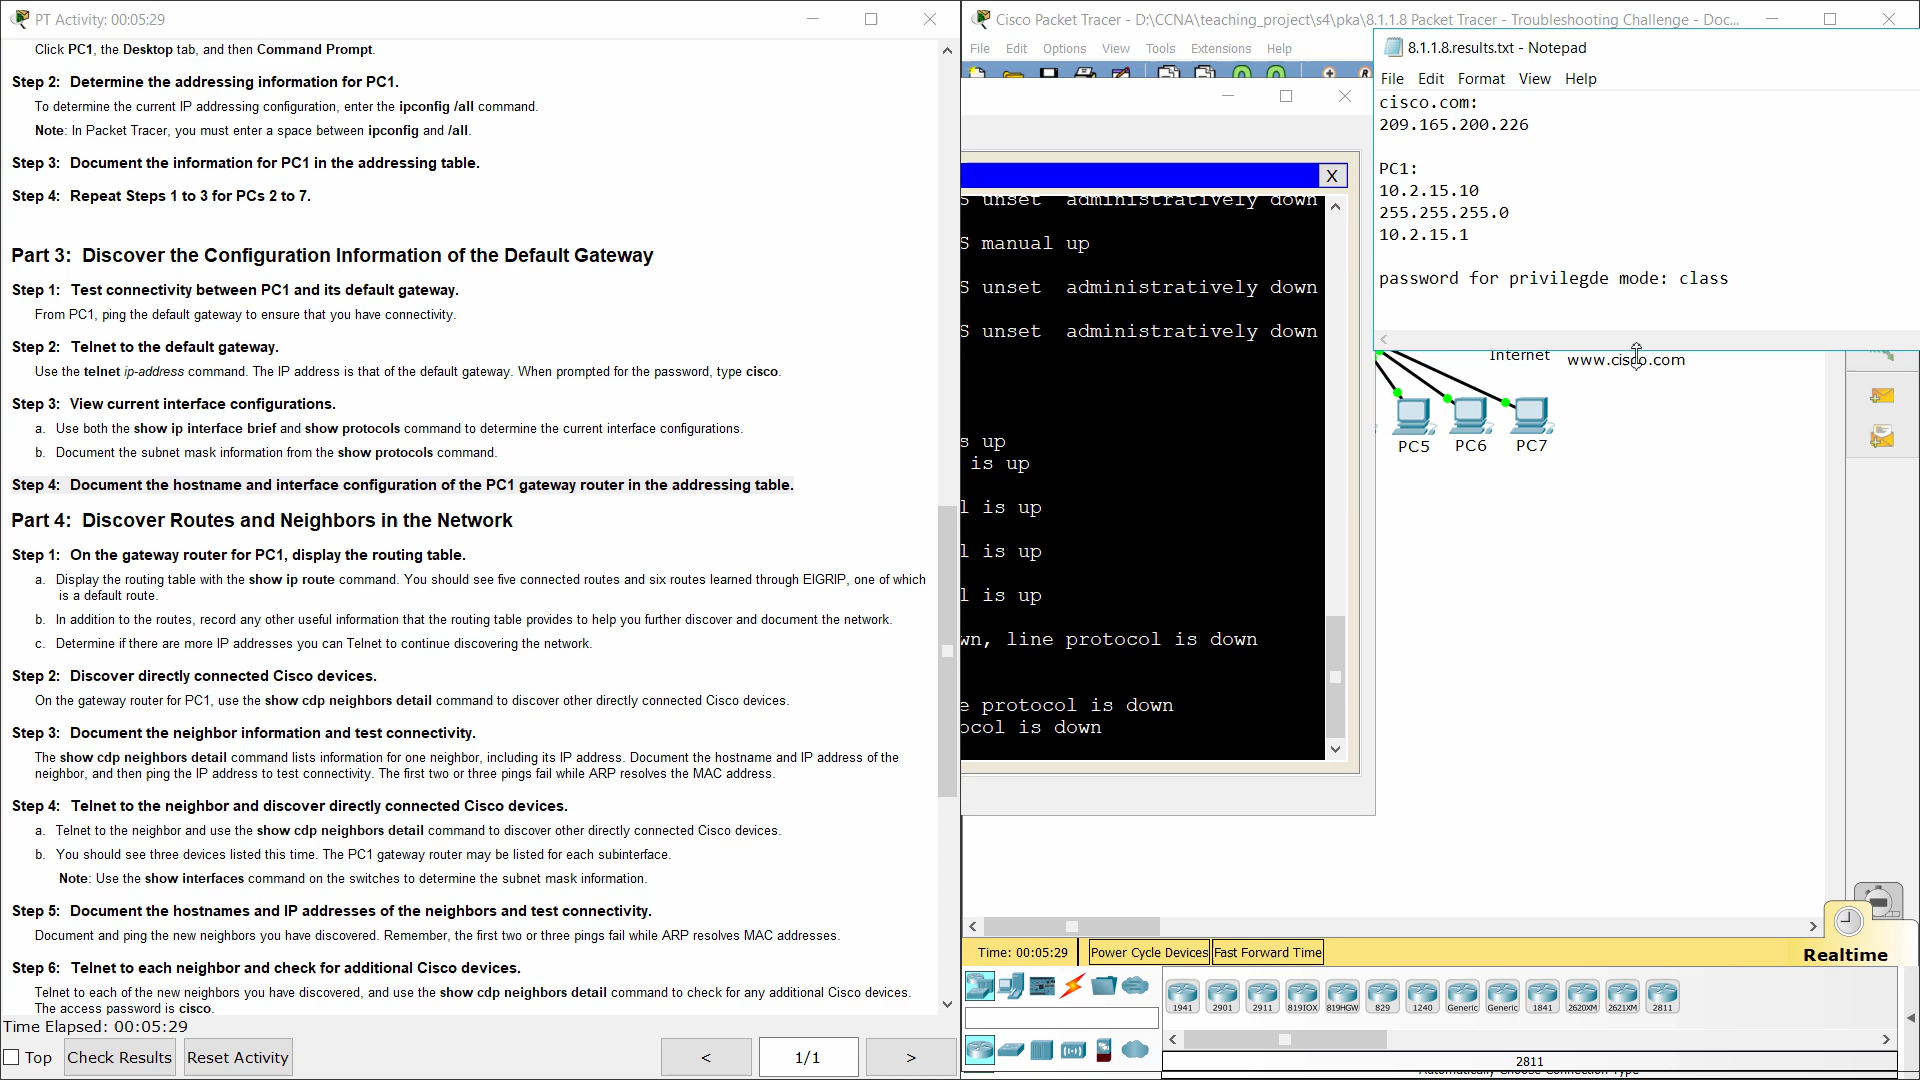 PT Activity: 00:05:29
Click PC1, the Desktop tab, and then Command Prompt.
Step 2: Determine the addressing information for PC1.
To determine the current IP addressing configuration, enter the ipconfig /all command.
Note: In Packet Tracer, you must enter a space between ipconfig and /all.
Step 3: Document the information for PC1 in the addressing table.
Step 4: Repeat Steps 1 to 3 for PCs 2 to 7.
Part 3: Discover the Configuration Information of the Default Gateway
Step 1: Test connectivity between PC1 and its default gateway.
From PC1, ping the default gateway to ensure that you have connectivity.
Step 2: Telnet to the default gateway.
Use the telnet ip-address command. The IP address is that of the default gateway. When prompted for the password, type cisco.
Step 3: View current interface configurations.
a. Use both the show ip interface brief and show protocols command to determine the current interface configurations.
b. Document the subnet mask information from the show protocols command.
Step 4: Document the hostname and interface configuration of the PC1 gateway router in the addressing table.
Part 4: Discover Routes and Neighbors in the Network
Step 1: On the gateway router for PC1, display the routing table.
a. Display the routing table with the show ip route command. You should see five connected routes and six routes learned through EIGRIP, one of which
is a default route.
b. In addition to the routes, record any other useful information that the routing table provides to help you further discover and document the network.
c. Determine if there are more IP addresses you can Telnet to continue discovering the network.
Step 2: Discover directly connected Cisco devices.
On the gateway router for PC1, use the show cdp neighbors detail command to discover other directly connected Cisco devices.
Step 3: Document the neighbor information and test connectivity.
The show cdp neighbors detail command lists information for one neighbor, including its IP address. Document the hostname and IP address of the
neighbor, and then ping the IP address to test connectivity. The first two or three pings fail while ARP resolves the MAC address.
Step 4: Telnet to the neighbor and discover directly connected Cisco devices.
a. Telnet to the neighbor and use the show cdp neighbors detail command to discover other directly connected Cisco devices.
b. You should see three devices listed this time. The PC1 gateway router may be listed for each subinterface.
Note: Use the show interfaces command on the switches to determine the subnet mask information.
Step 5: Document the hostnames and IP addresses of the neighbors and test connectivity.
Document and ping the new neighbors you have discovered. Remember, the first two or three pings fail while ARP resolves MAC addresses.
Step 6: Telnet to each neighbor and check for additional Cisco devices.
Telnet to each of the new neighbors you have discovered, and use the show cdp neighbors detail command to check for any additional Cisco devices.
The access password is cisco.
Time Elapsed: 00:05:29
Top Check Results Reset Activity < 1/1 >
Cisco Packet Tracer - D:\CCNA\teaching_project\s4\pka\8.1.1.8 Packet Tracer - Troubleshooting Challenge - Doc...
File Edit Options View Tools Extensions Help
X
S unset administratively down
S manual up
S unset administratively down
S unset administratively down
s up
is up
l is up
l is up
l is up
wn, line protocol is down
e protocol is down
ocol is down
8.1.1.8.results.txt - Notepad
File Edit Format View Help
cisco.com:
209.165.200.226
PC1:
10.2.15.10
255.255.255.0
10.2.15.1
password for privilegde mode: class
Internet
www.cisco.com
PC5
PC6
PC7
Time: 00:05:29 Power Cycle Devices Fast Forward Time
Realtime
1941 2901 2911 819IOX 819HGW 829 1240 Generic Generic 1841 2620XM 2621XM 2811
2811
Automatically Choose Connection Type